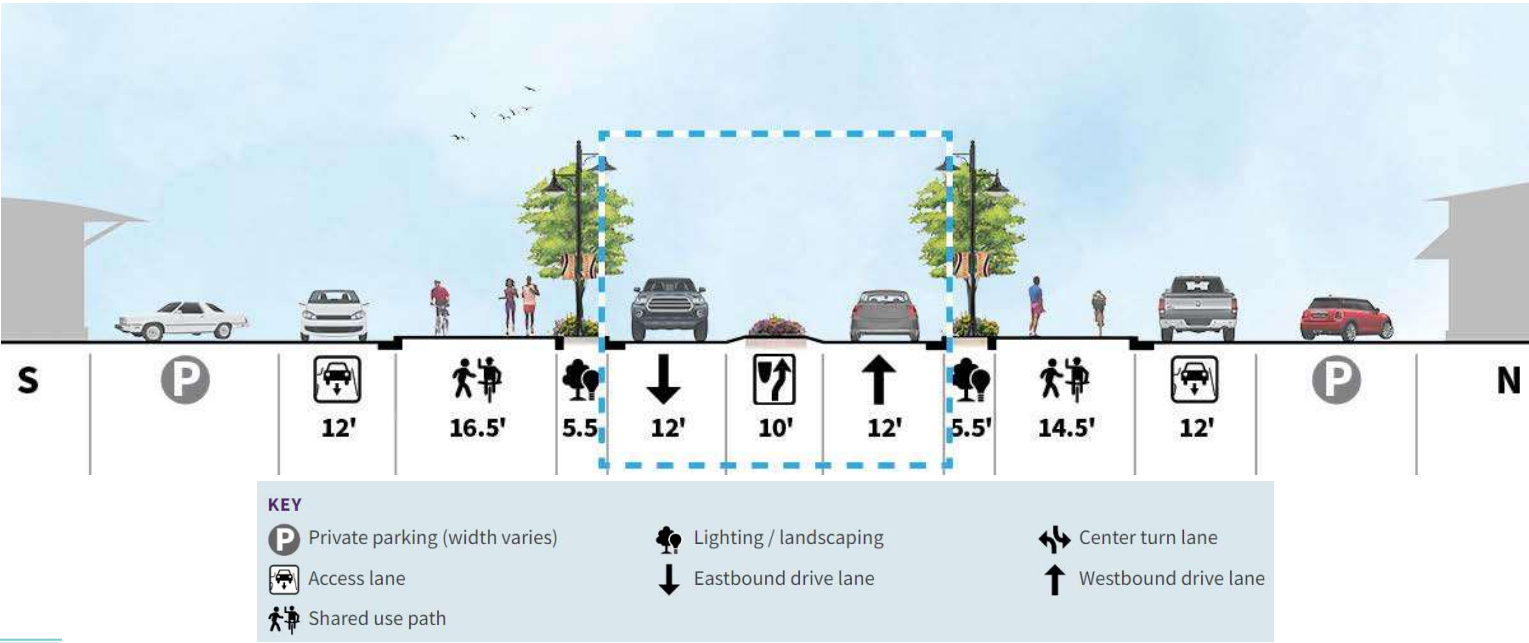 S
P
12'
16.5'
5.5
12'
10'
12'
5.5'
14.5'
12'
P
N
KEY
P Private parking (width varies)
Lighting / landscaping
Center turn lane
Access lane
Eastbound drive lane
Westbound drive lane
Shared use path